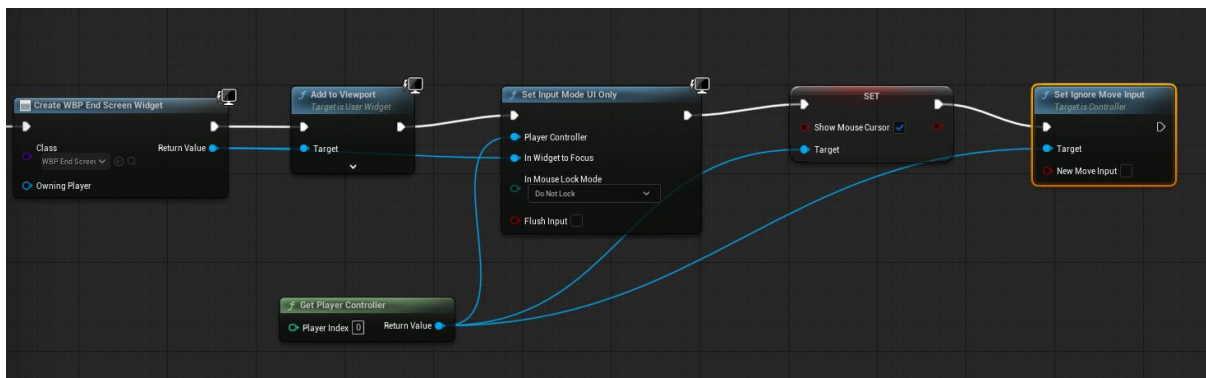 Create WBP End Screen Widget
Class
WBP End Screer
Return Value
Owning Player
Add to Viewport
Target is User Widget
Target
Set Input Mode UI Only
Player Controller
In Widget to Focus
In Mouse Lock Mode
Do Not Lock
Flush Input
SET
Show Mouse Cursor
Target
Set Ignore Move Input
Target is Controller
Target
New Move Input
Get Player Controller
Player Index 0
Return Value